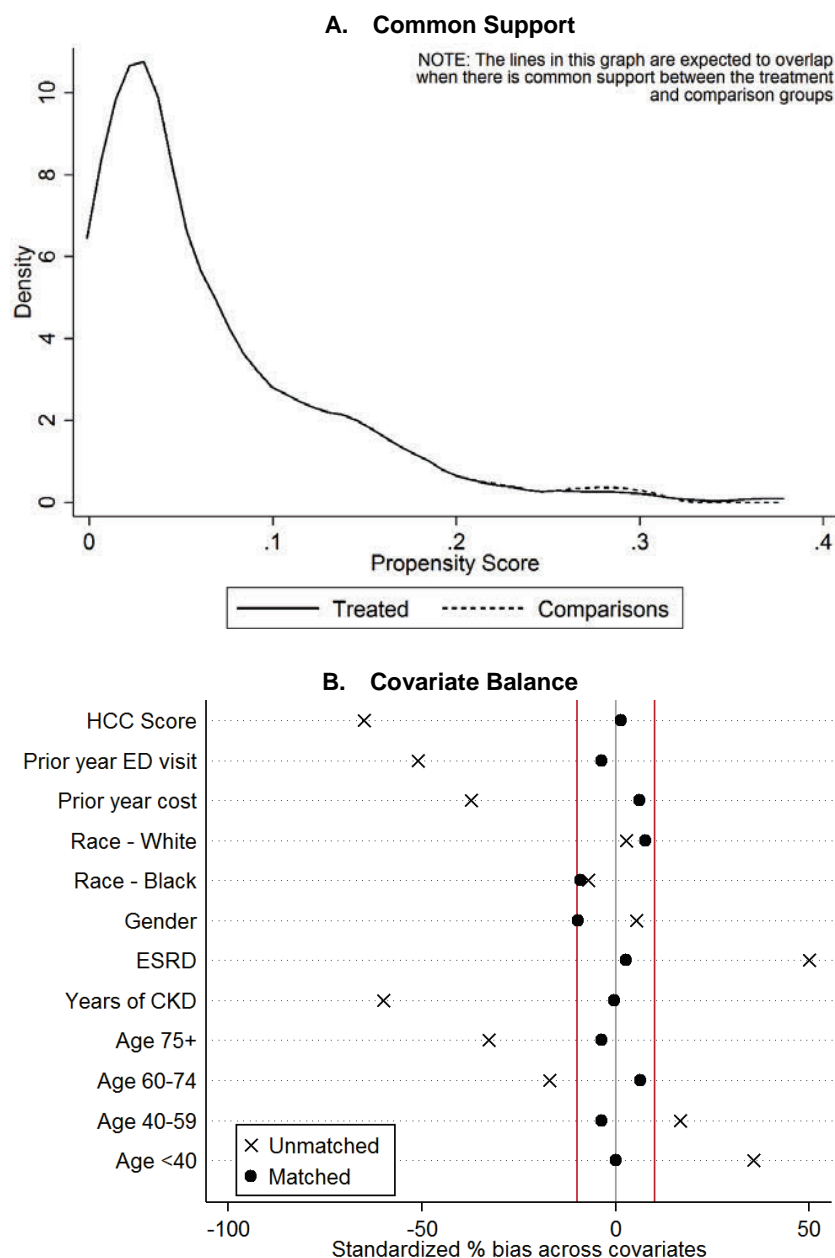 A. Common Support
NOTE: The lines in this graph are expected to overlap
when there is common support between the treatment
and comparison groups
10
8
6
4
2
0
Density
0 .1 .2 .3 .4
Propensity Score
Treated Comparisons
B. Covariate Balance
HCC Score
Prior year ED visit
Prior year cost
Race - White
Race - Black
Gender
ESRD
Years of CKD
Age 75+
Age 60-74
Age 40-59
Age <40
Unmatched
Matched
-100 -50 0 50
Standardized % bias across covariates